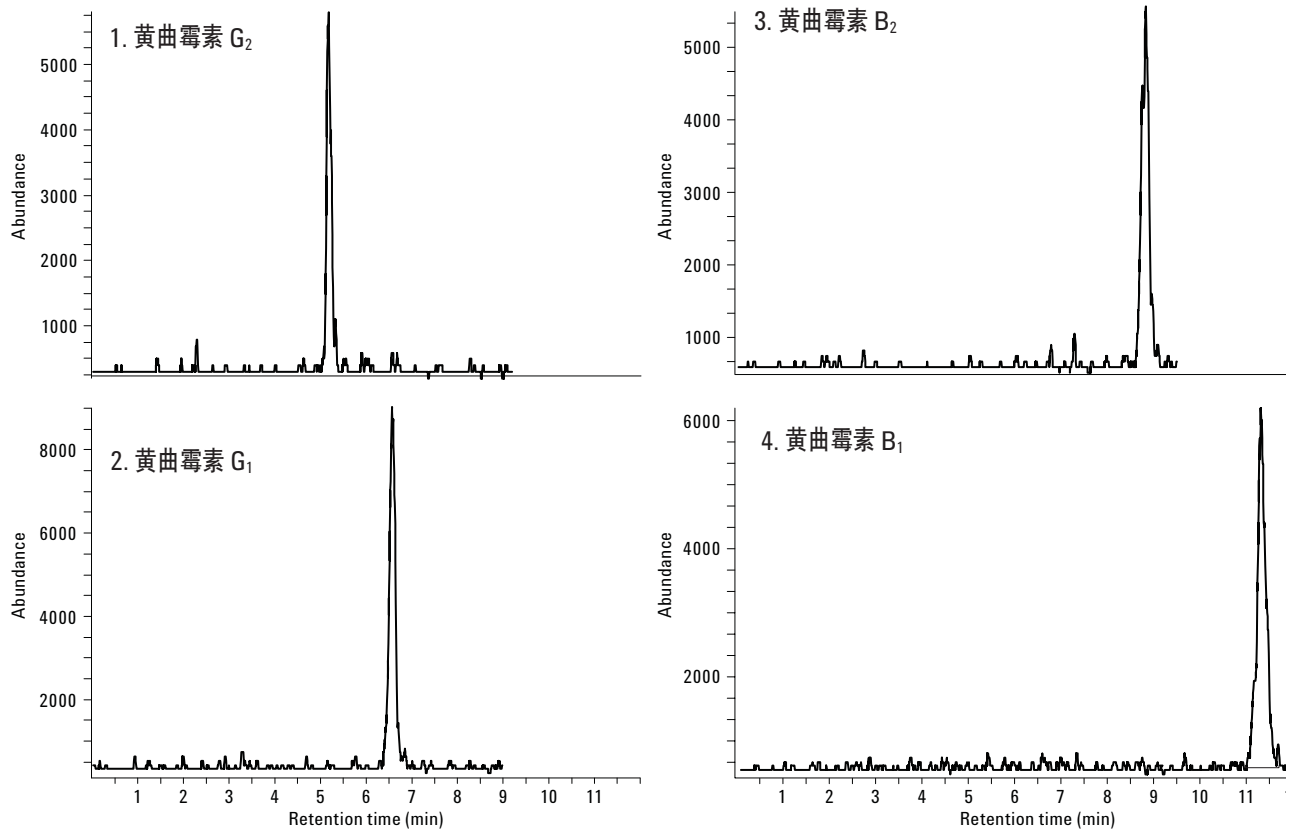 1. 黄曲霉素 G₂
Abundance
5000
4000
3000
2000
1000
3. 黄曲霉素 B₂
Abundance
5000
4000
3000
2000
1000
2. 黄曲霉素 G₁
Abundance
8000
6000
4000
2000
1 2 3 4 5 6 7 8 9 10 11
Retention time (min)
4. 黄曲霉素 B₁
Abundance
6000
4000
2000
1 2 3 4 5 6 7 8 9 10 11
Retention time (min)